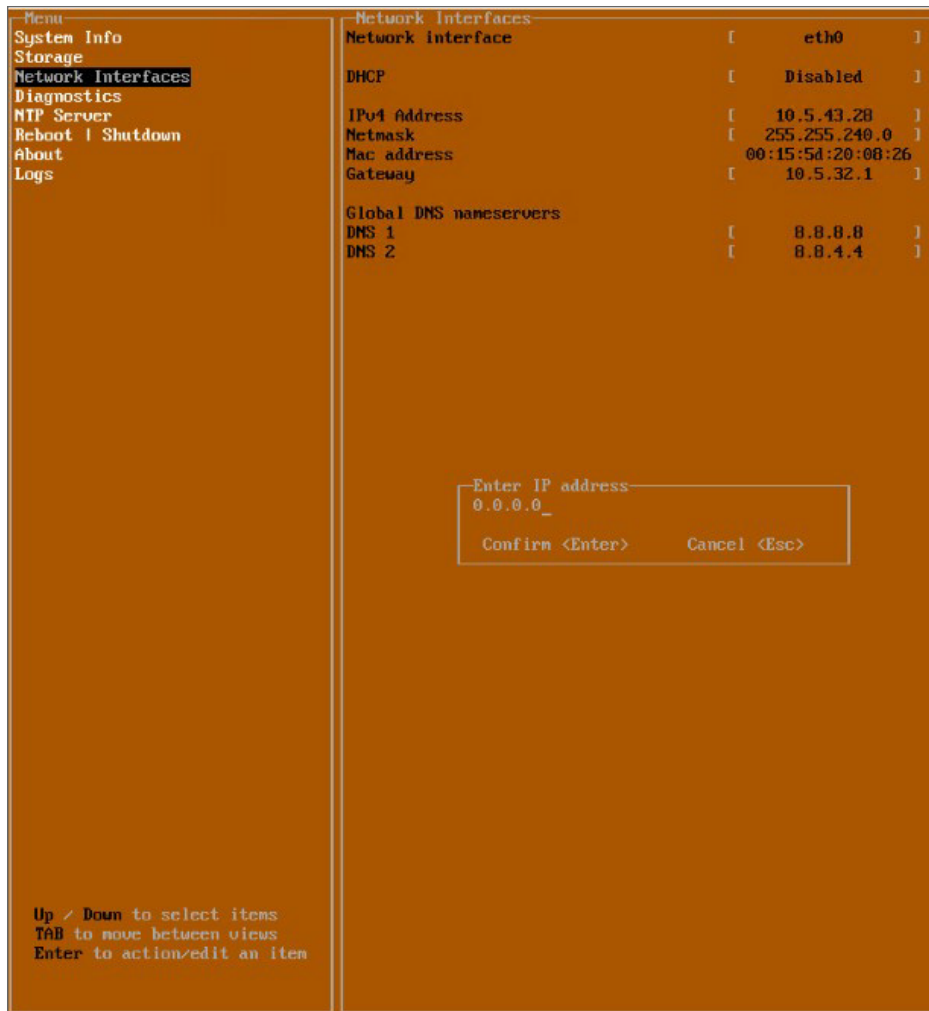 Menu
System Info
Storage
Network Interfaces
Diagnostics
NTP Server
Reboot | Shutdown
About
Logs
Up / Down to select items
TAB to move between views
Enter to action/edit an item
Network Interfaces
Network interface [ eth0 ]
DHCP [ Disabled ]
IPv4 Address [ 10.5.43.28 ]
Netmask [ 255.255.240.0 ]
Mac address 00:15:5d:20:08:26
Gateway [ 10.5.32.1 ]
Global DNS nameservers
DNS 1 [ 8.8.8.8 ]
DNS 2 [ 8.8.4.4 ]
Enter IP address
0.0.0.0_
Confirm <Enter> Cancel <Esc>